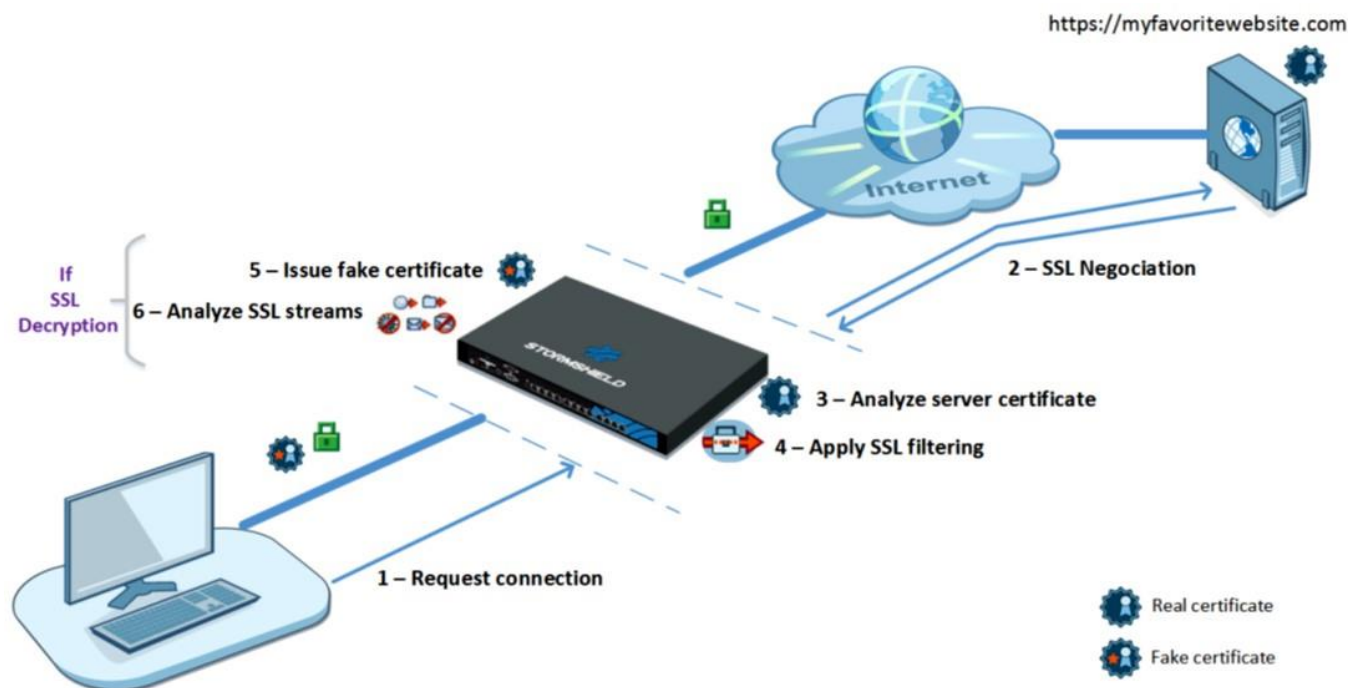 https://myfavoritewebsite.com
Internet
2 – SSL Negociation
5 – Issue fake certificate
If
SSL
Decryption
6 – Analyze SSL streams
STORMSHIELD
3 – Analyze server certificate
4 – Apply SSL filtering
1 – Request connection
Real certificate
Fake certificate